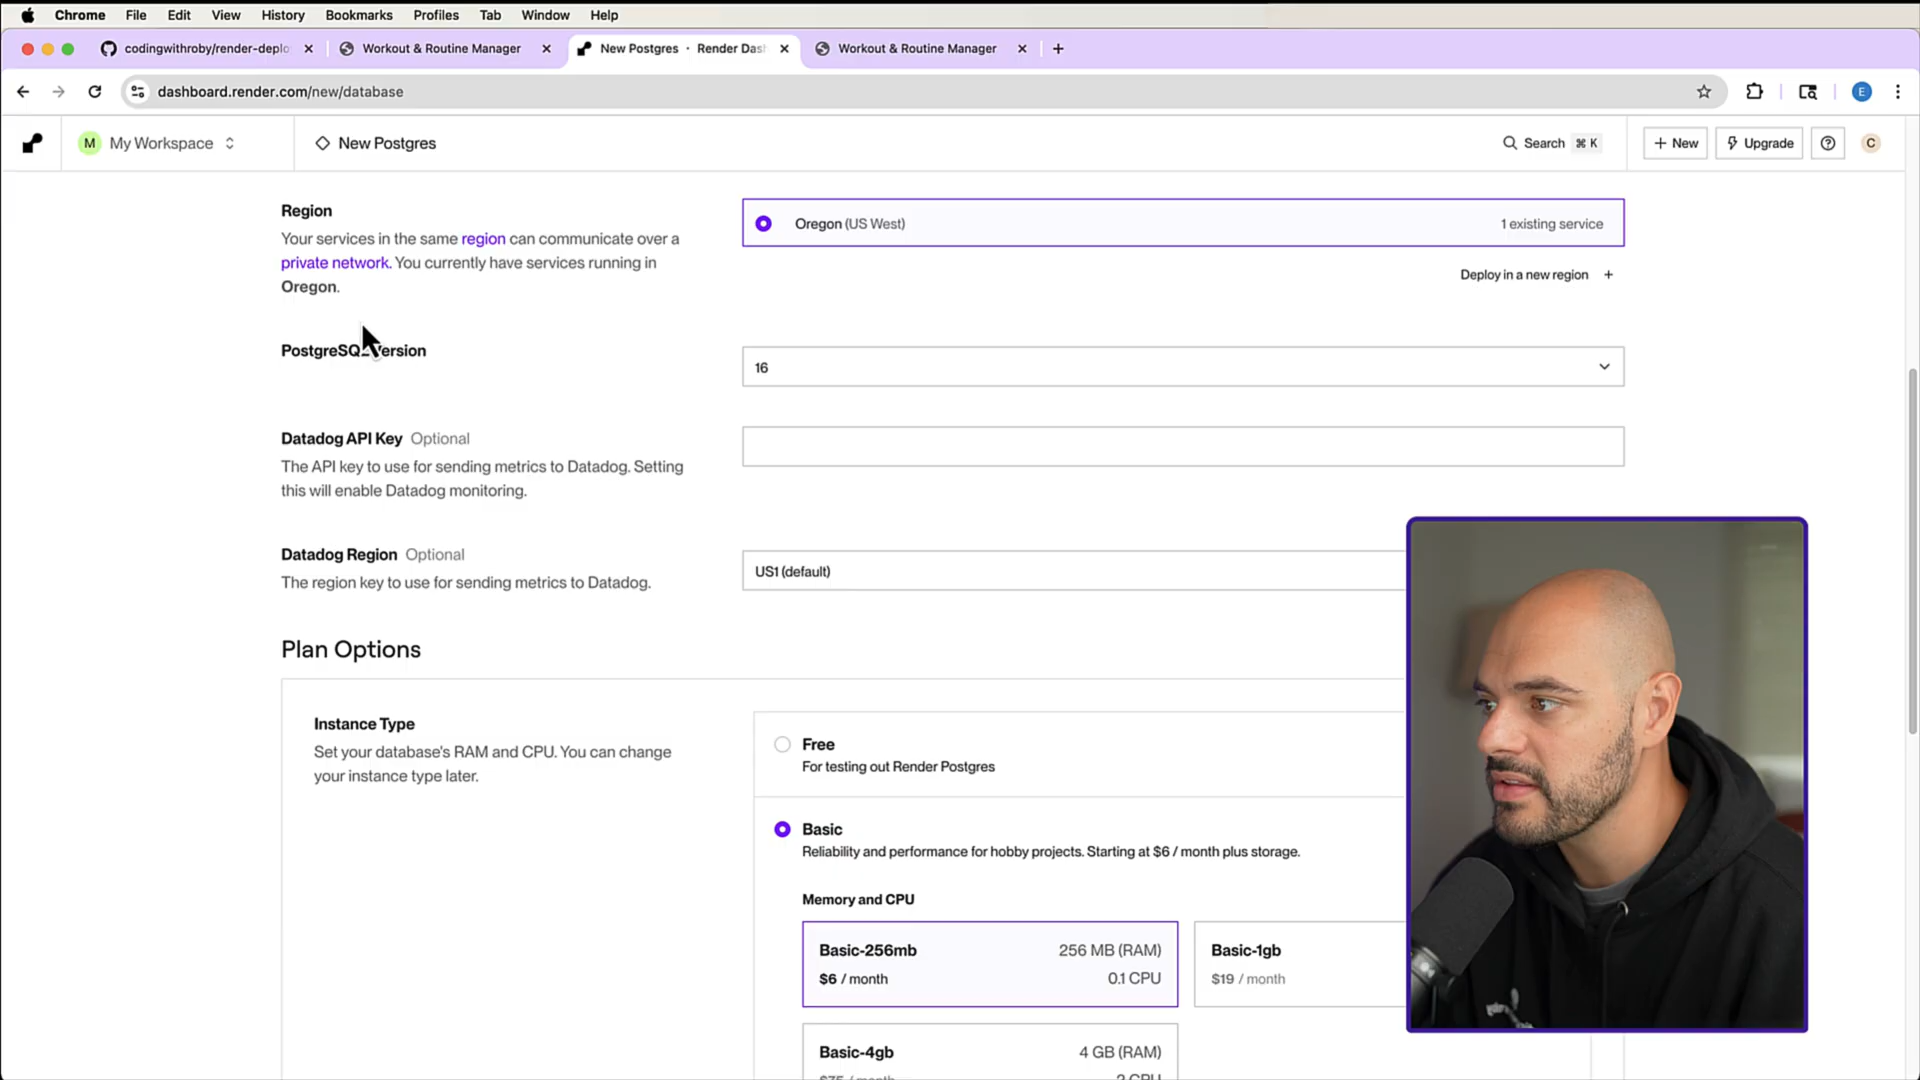 Chrome File Edit View History Bookmarks Profiles Tab Window Help
codingwithroby/render-deplo
Workout & Routine Manager
New Postgres · Render Das
Workout & Routine Manager
dashboard.render.com/new/database
E
M My Workspace
New Postgres
Search ⌘ K
+ New
Upgrade
C
Region
Your services in the same region can communicate over a
private network. You currently have services running in
Oregon.
Oregon (US West)
1 existing service
Deploy in a new region +
PostgreSQL Version
16
Datadog API Key Optional
The API key to use for sending metrics to Datadog. Setting
this will enable Datadog monitoring.
Datadog Region Optional
The region key to use for sending metrics to Datadog.
US1 (default)
Plan Options
Instance Type
Set your database's RAM and CPU. You can change
your instance type later.
Free
For testing out Render Postgres
Basic
Reliability and performance for hobby projects. Starting at $6 / month plus storage.
Memory and CPU
Basic-256mb 256 MB (RAM)
$6 / month 0.1 CPU
Basic-1gb
$19 / month
Basic-4gb 4 GB (RAM)
$75 / month 2 CPU